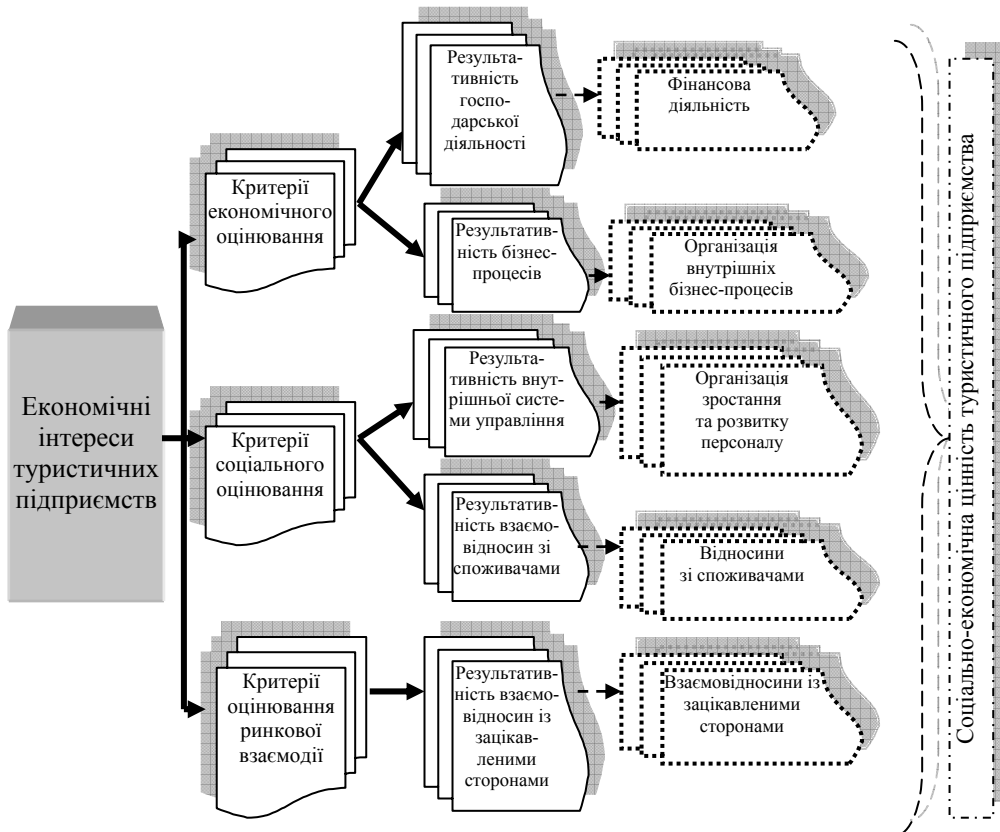 Економічні
інтереси
туристичних
підприємств
Критерії
економічного
оцінювання
Критерії
соціального
оцінювання
Критерії
оцінювання
ринкової
взаємодії
Результа-
тивність
госпо-
дарської
діяльності
Результатив-
ність бізнес-
процесів
Результа-
тивність внут-
рішньої систе-
ми управління
Результатив-
ність взаємо-
відносин зі
споживачами
Результатив-
ність взаємо-
відносин із
зацікав-
леними
сторонами
Фінансова
діяльність
Організація
внутрішніх
бізнес-процесів
Організація
зростання
та розвитку
персоналу
Відносини
зі споживачами
Взаємовідносини із
зацікавленими
сторонами
Соціально-економічна цінність туристичного підприємства